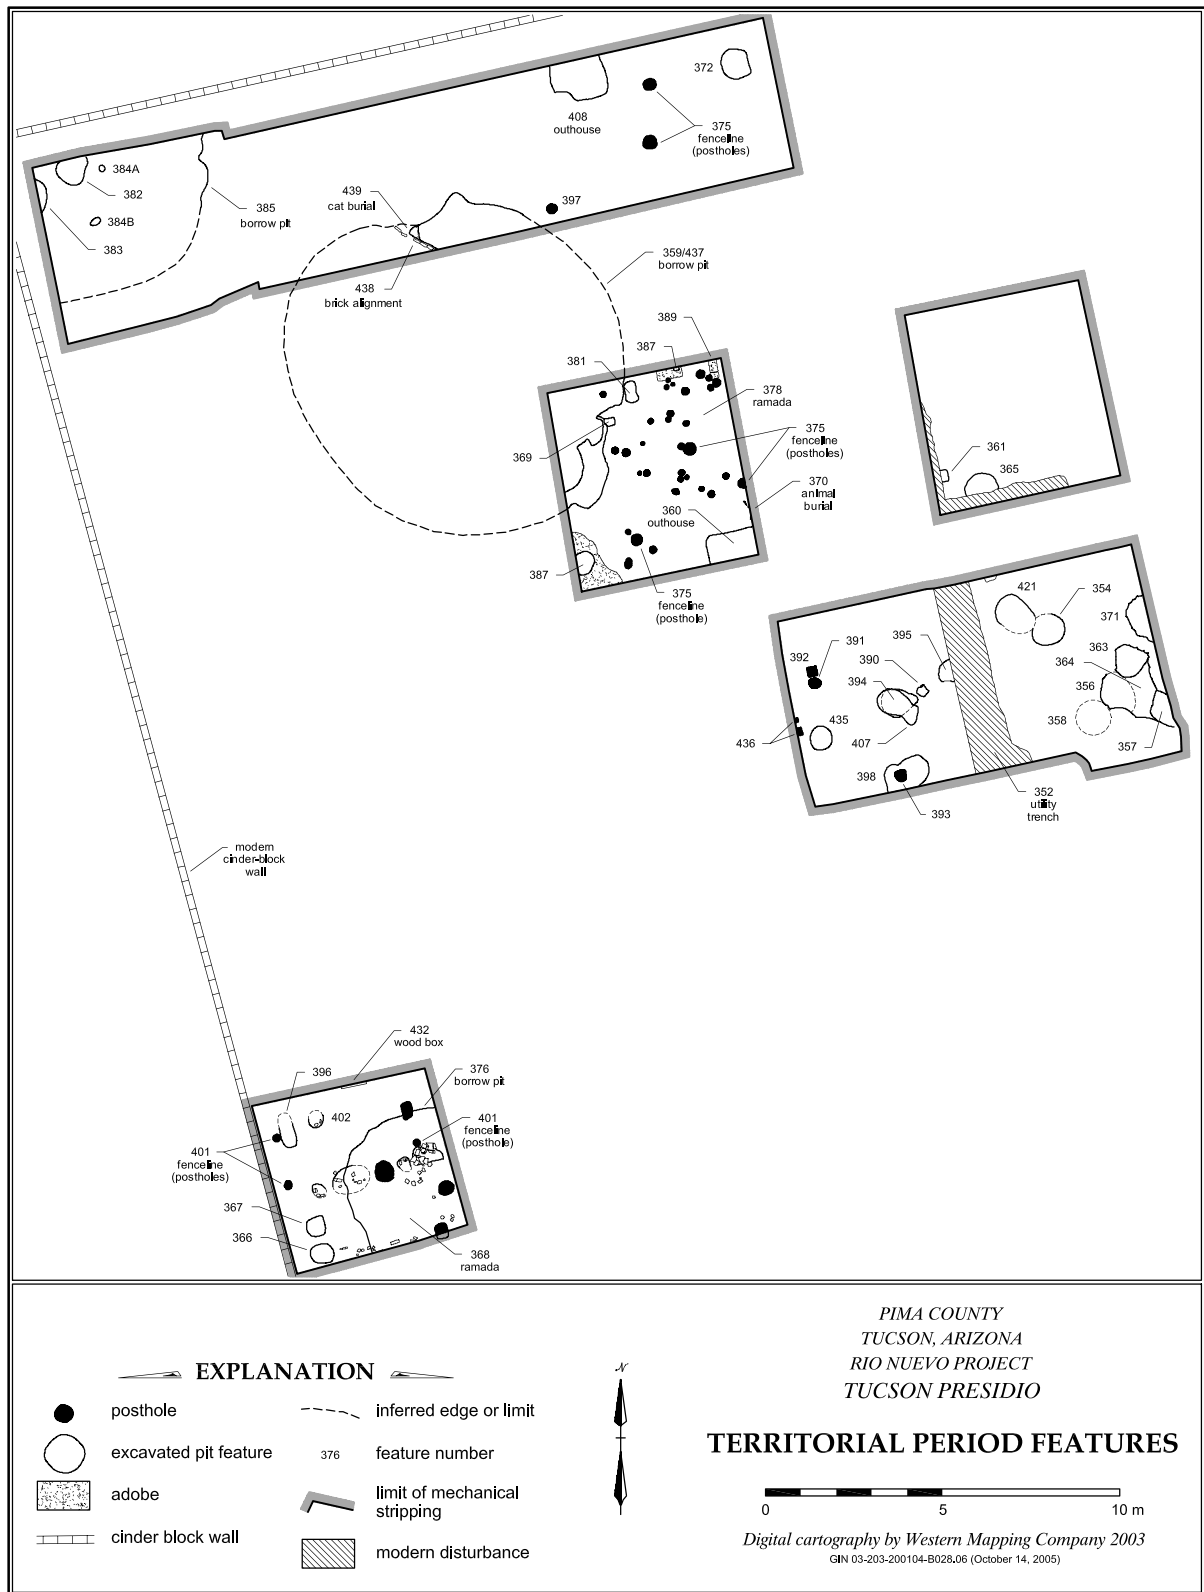 372
408
outhouse
375
fenceline
(postholes)
384A
382
384B
383
385
borrow pit
439
cat burial
397
438
brick alignment
359/437
borrow pit
389
387
381
378
ramada
375
fenceline
(postholes)
369
370
animal
burial
360
outhouse
387
375
fenceline
(posthole)
361
365
421
354
371
395
391
392
390
363
364
394
356
435
358
436
407
357
398
393
352
utility
trench
modern
cinder-block
wall
432
wood box
396
376
borrow pit
402
401
fenceline
(posthole)
401
fenceline
(postholes)
367
366
368
ramada
EXPLANATION
posthole
excavated pit feature
adobe
cinder block wall
inferred edge or limit
376
feature number
limit of mechanical
stripping
modern disturbance
N
PIMA COUNTY
TUCSON, ARIZONA
RIO NUEVO PROJECT
TUCSON PRESIDIO
TERRITORIAL PERIOD FEATURES
0 5 10 m
Digital cartography by Western Mapping Company 2003
GIN 03-203-200104-B028.06 (October 14, 2005)